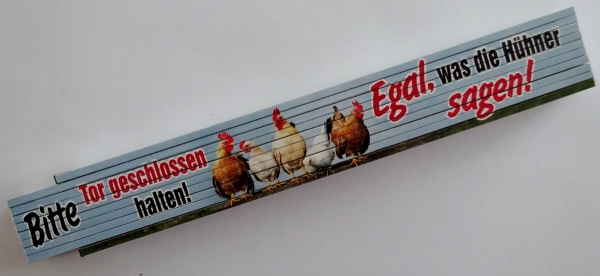 Bitte
Tor geschlossen
halten!
Egal, was die Hühner
sagen!